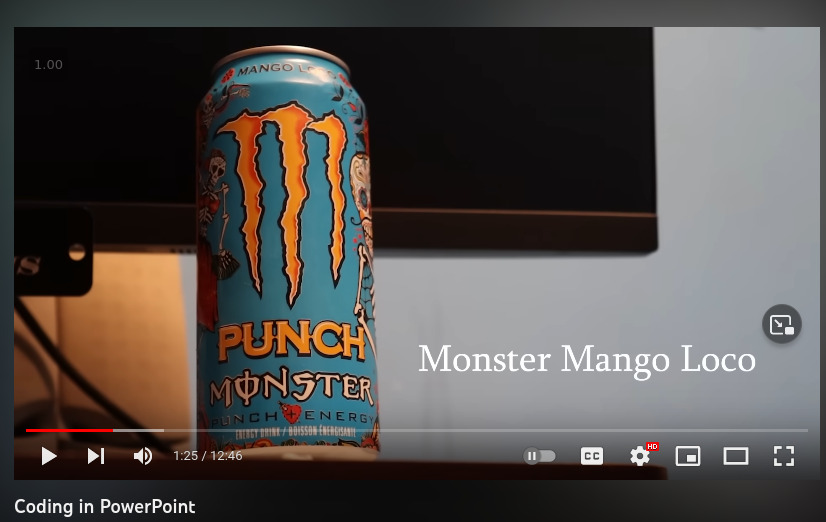 1.00
MANGO LOCO
PUNCH
MONSTER
PUNCH ENERGY
ENERGY DRINK / BOISSON ÉNERGISANTE
Monster Mango Loco
1:25 / 12:46
CC
HD
Coding in PowerPoint